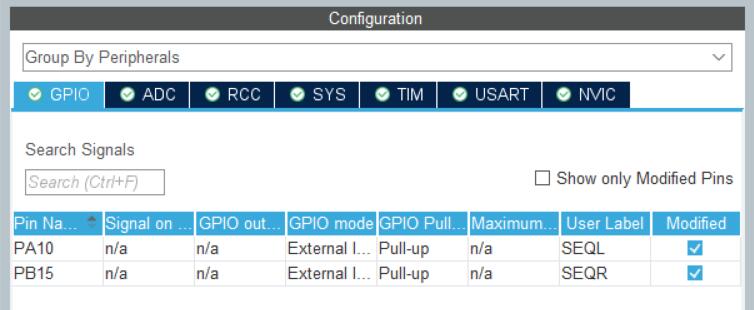 Configuration
Group By Peripherals
GPIO ADC RCC SYS TIM USART NVIC
Search Signals
Search (Ctrl+F)
Show only Modified Pins
Pin Na... Signal on ... GPIO out... GPIO mode GPIO Pull... Maximum... User Label Modified
PA10 n/a n/a External I... Pull-up n/a SEQL
PB15 n/a n/a External I... Pull-up n/a SEQR